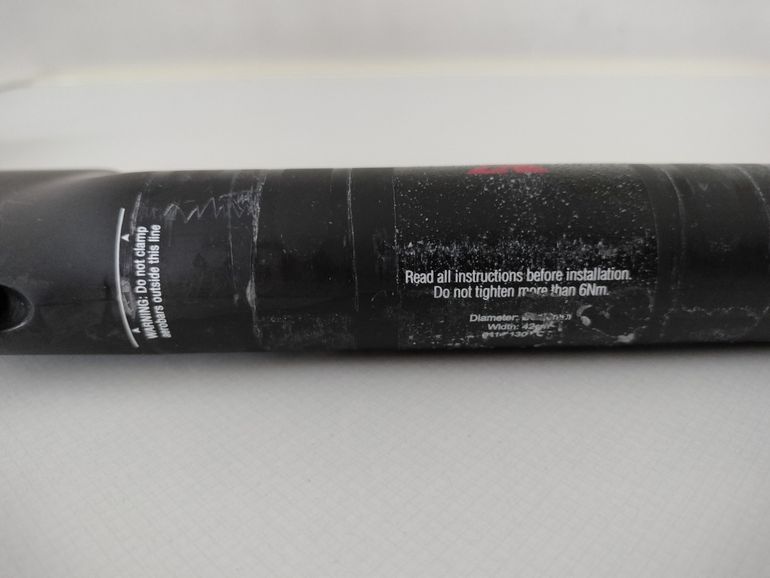 WARNING: Do not clamp
aerobars outside this line
Read all instructions before installation.
Do not tighten more than 6Nm.
Diameter:
Width: